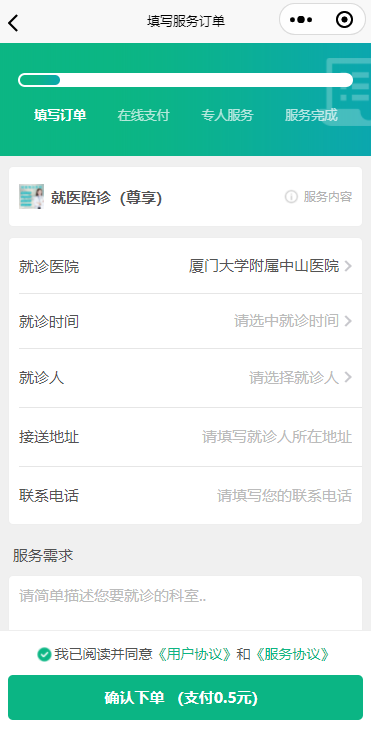 填写服务订单
填写订单 在线支付 专人服务 服务完成
就医陪诊（尊享） 服务内容
就诊医院 厦门大学附属中山医院
就诊时间 请选中就诊时间
就诊人 请选择就诊人
接送地址 请填写就诊人所在地址
联系电话 请填写您的联系电话
服务需求
请简单描述您要就诊的科室..
我已阅读并同意《用户协议》和《服务协议》
确认下单 （支付0.5元）